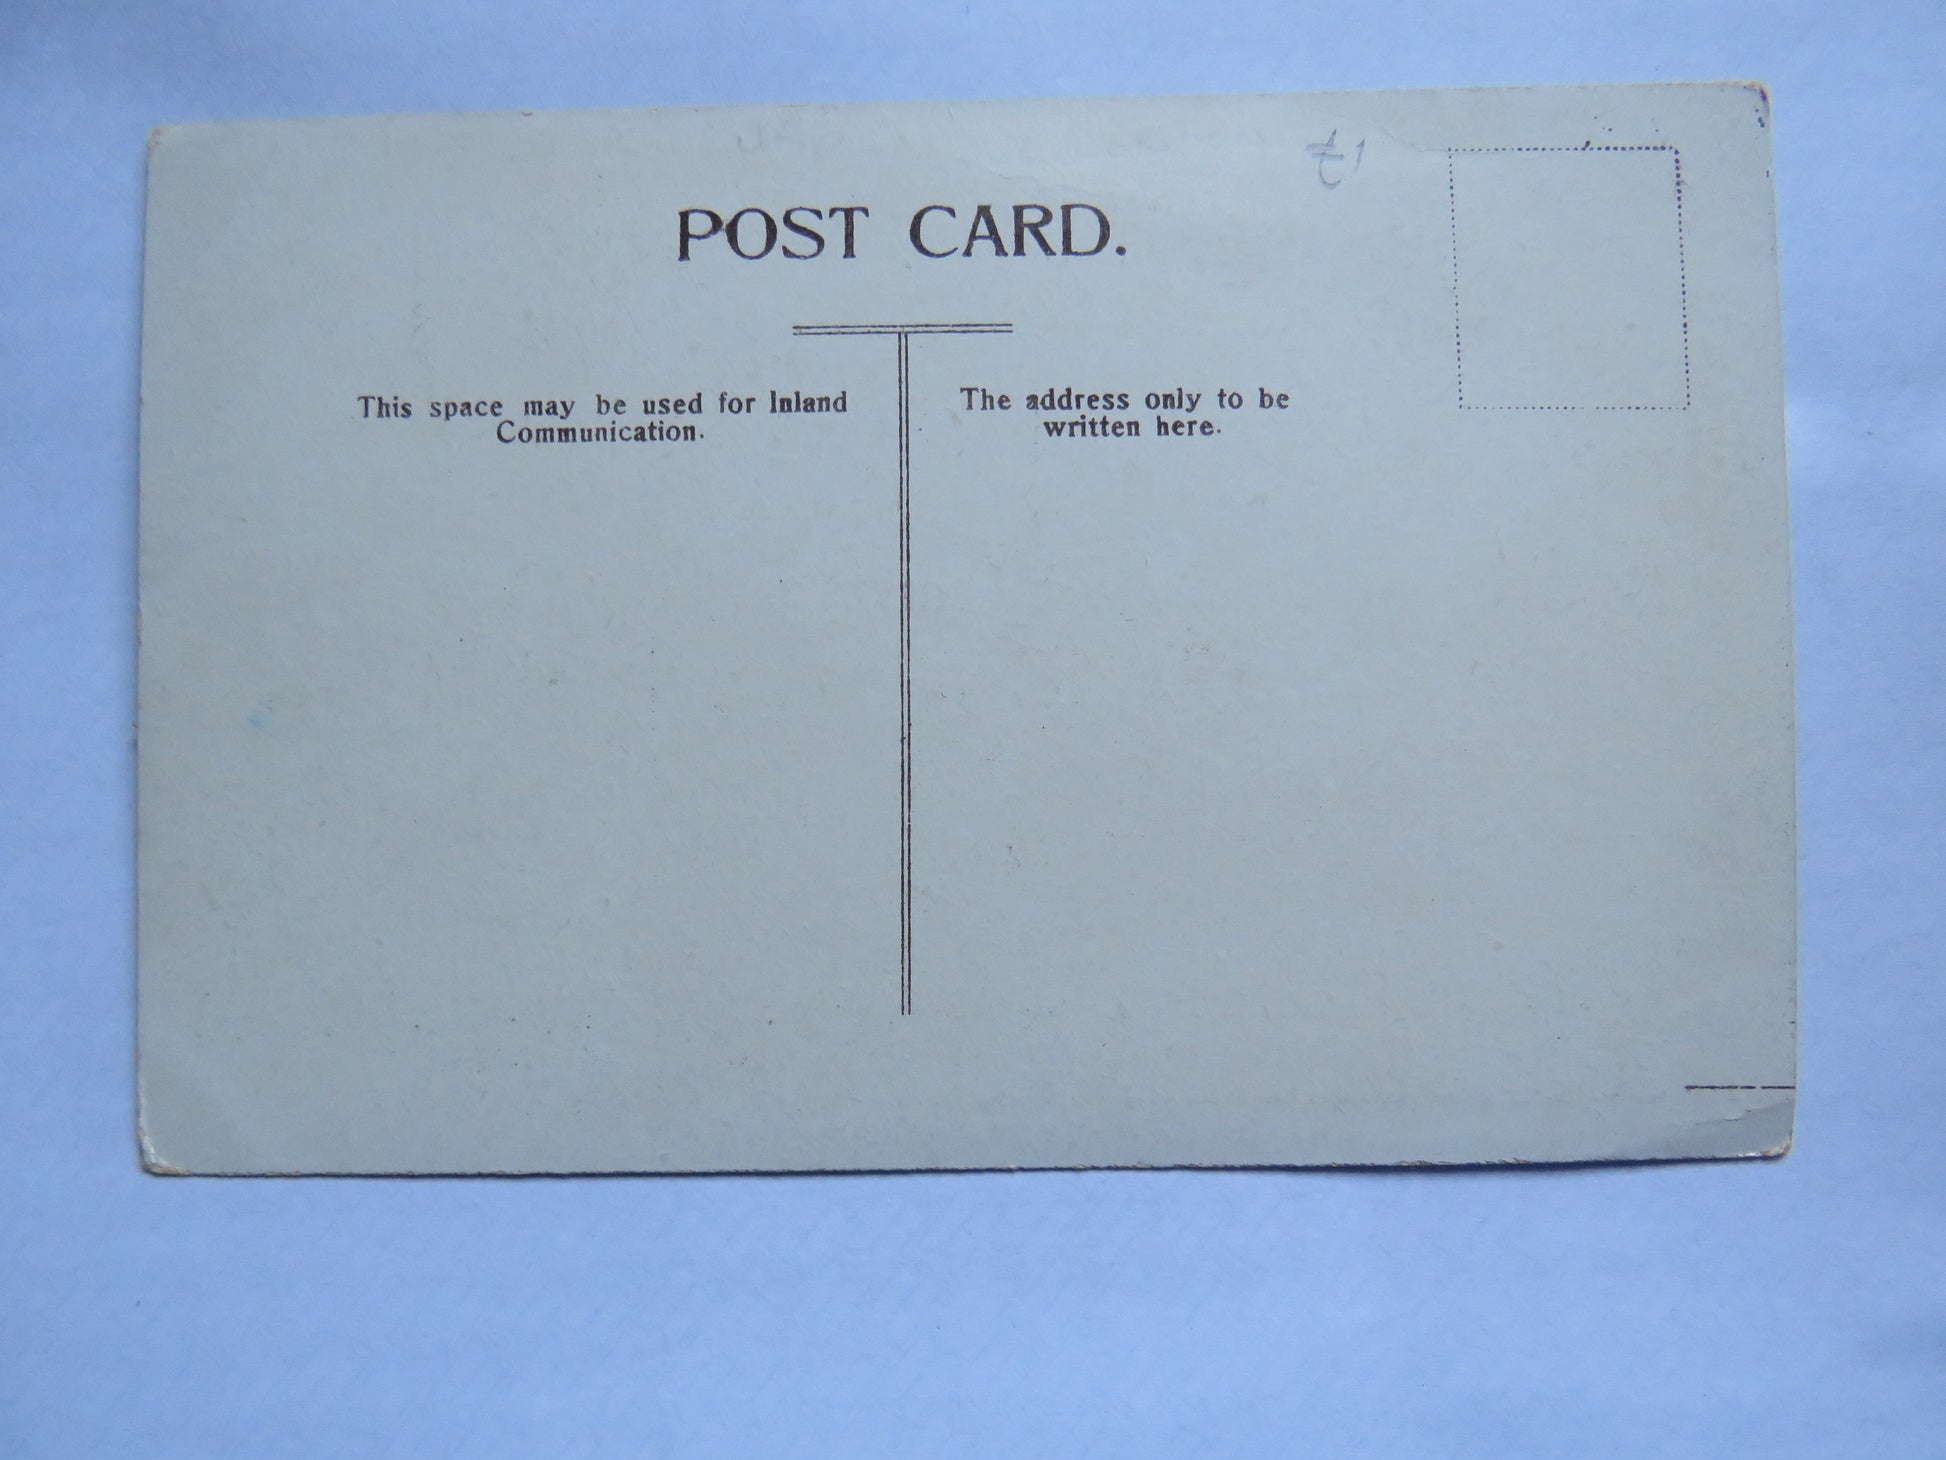 POST CARD.
This space may be used for Inland
Communication.
The address only to be
written here.